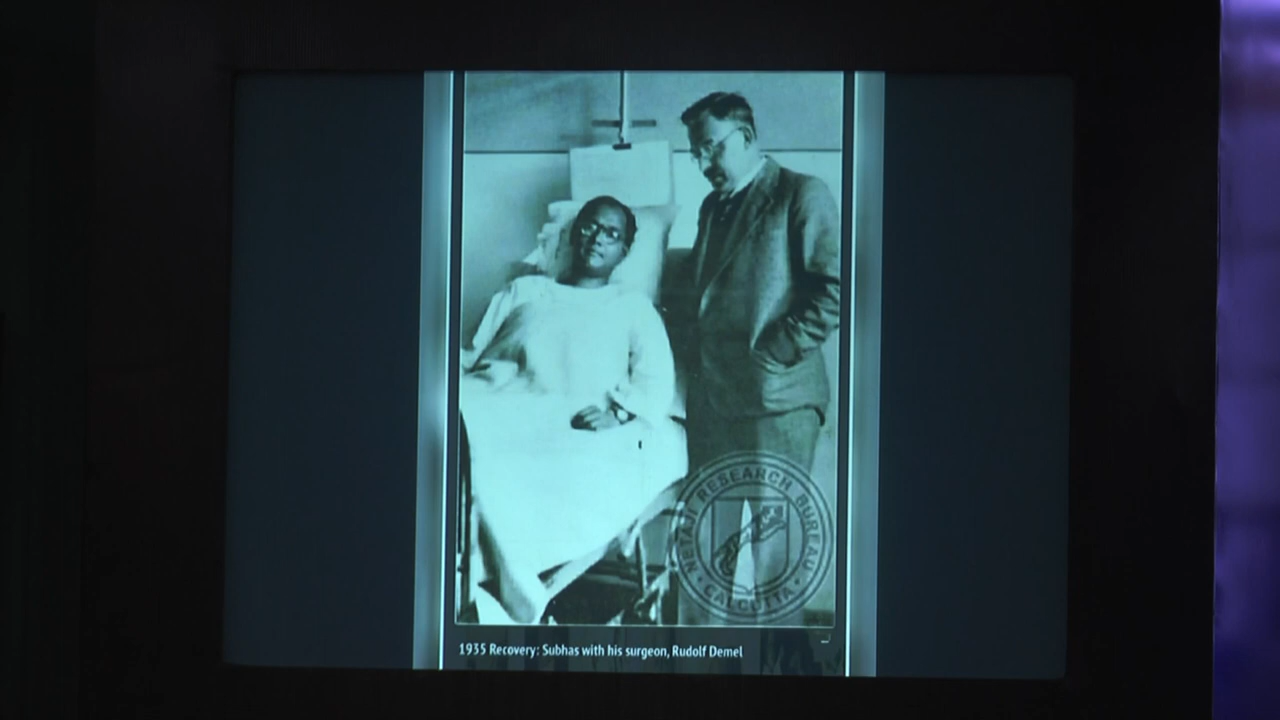 NETAJI RESEARCH BUREAU
• CALCUTTA •
1935 Recovery: Subhas with his surgeon, Rudolf Demel